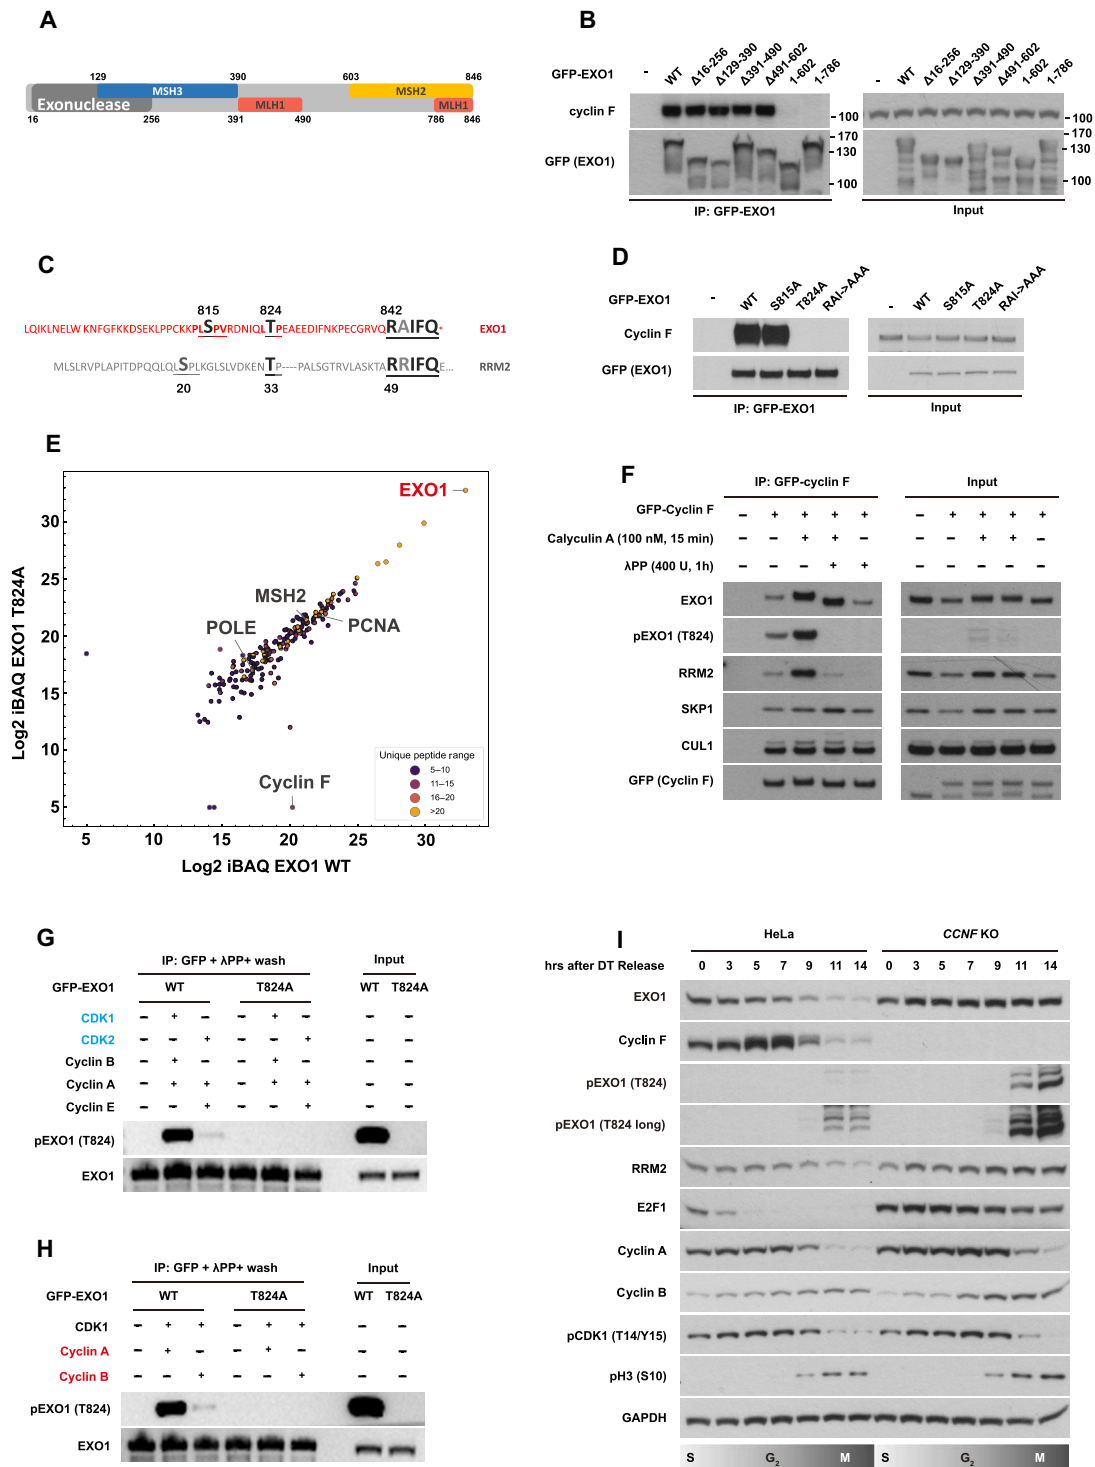 A
129 390 603 846
MSH3 MSH2
Exonuclease MLH1 MLH1
16 256 391 490 786 846
B
GFP-EXO1 - WT Δ16-256 Δ129-390 Δ391-490 Δ491-602 1-602 1-786 - WT Δ16-256 Δ129-390 Δ391-490 Δ491-602 1-602 1-786
cyclin F - 100 - 100
GFP (EXO1) - 170 - 130 - 100 - 170 - 130 - 100
IP: GFP-EXO1 Input
C
815 824 842
LQIKLNELWKNFGFKKDSEKLPPCKKPLSPVRDNIQLTPEAEEDIFNKPECGRVQRAIFQ* EXO1
MLSLRVPLAPITDPQQLQLSPLKGLSLVDKENTP----PALSGTRVLASKTARRIFQE... RRM2
20 33 49
D
GFP-EXO1 - WT S815A T824A RAI->AAA - WT S815A T824A RAI->AAA
Cyclin F
GFP (EXO1)
IP: GFP-EXO1 Input
E
Log2 iBAQ EXO1 T824A
30
25
20
15
10
5
EXO1
MSH2
PCNA
POLE
Cyclin F
Unique peptide range
5–10
11–15
16–20
>20
5 10 15 20 25 30
Log2 iBAQ EXO1 WT
F
IP: GFP-cyclin F Input
GFP-Cyclin F – + + + + – + + + +
Calyculin A (100 nM, 15 min) – – + + – – – + + –
λPP (400 U, 1h) – – – + +
EXO1
pEXO1 (T824)
RRM2
SKP1
CUL1
GFP (Cyclin F)
G
IP: GFP + λPP+ wash Input
GFP-EXO1 WT T824A WT T824A
CDK1 – + – – + – – –
CDK2 – – + – – + – –
Cyclin B – + – – + – – –
Cyclin A – + + – + + – –
Cyclin E – – + – – + – –
pEXO1 (T824)
EXO1
H
IP: GFP + λPP+ wash Input
GFP-EXO1 WT T824A WT T824A
CDK1 – + + – + + – –
Cyclin A – + – – + – – –
Cyclin B – – + – – + – –
pEXO1 (T824)
EXO1
I
HeLa CCNF KO
hrs after DT Release 0 3 5 7 9 11 14 0 3 5 7 9 11 14
EXO1
Cyclin F
pEXO1 (T824)
pEXO1 (T824 long)
RRM2
E2F1
Cyclin A
Cyclin B
pCDK1 (T14/Y15)
pH3 (S10)
GAPDH
S G2 M S G2 M